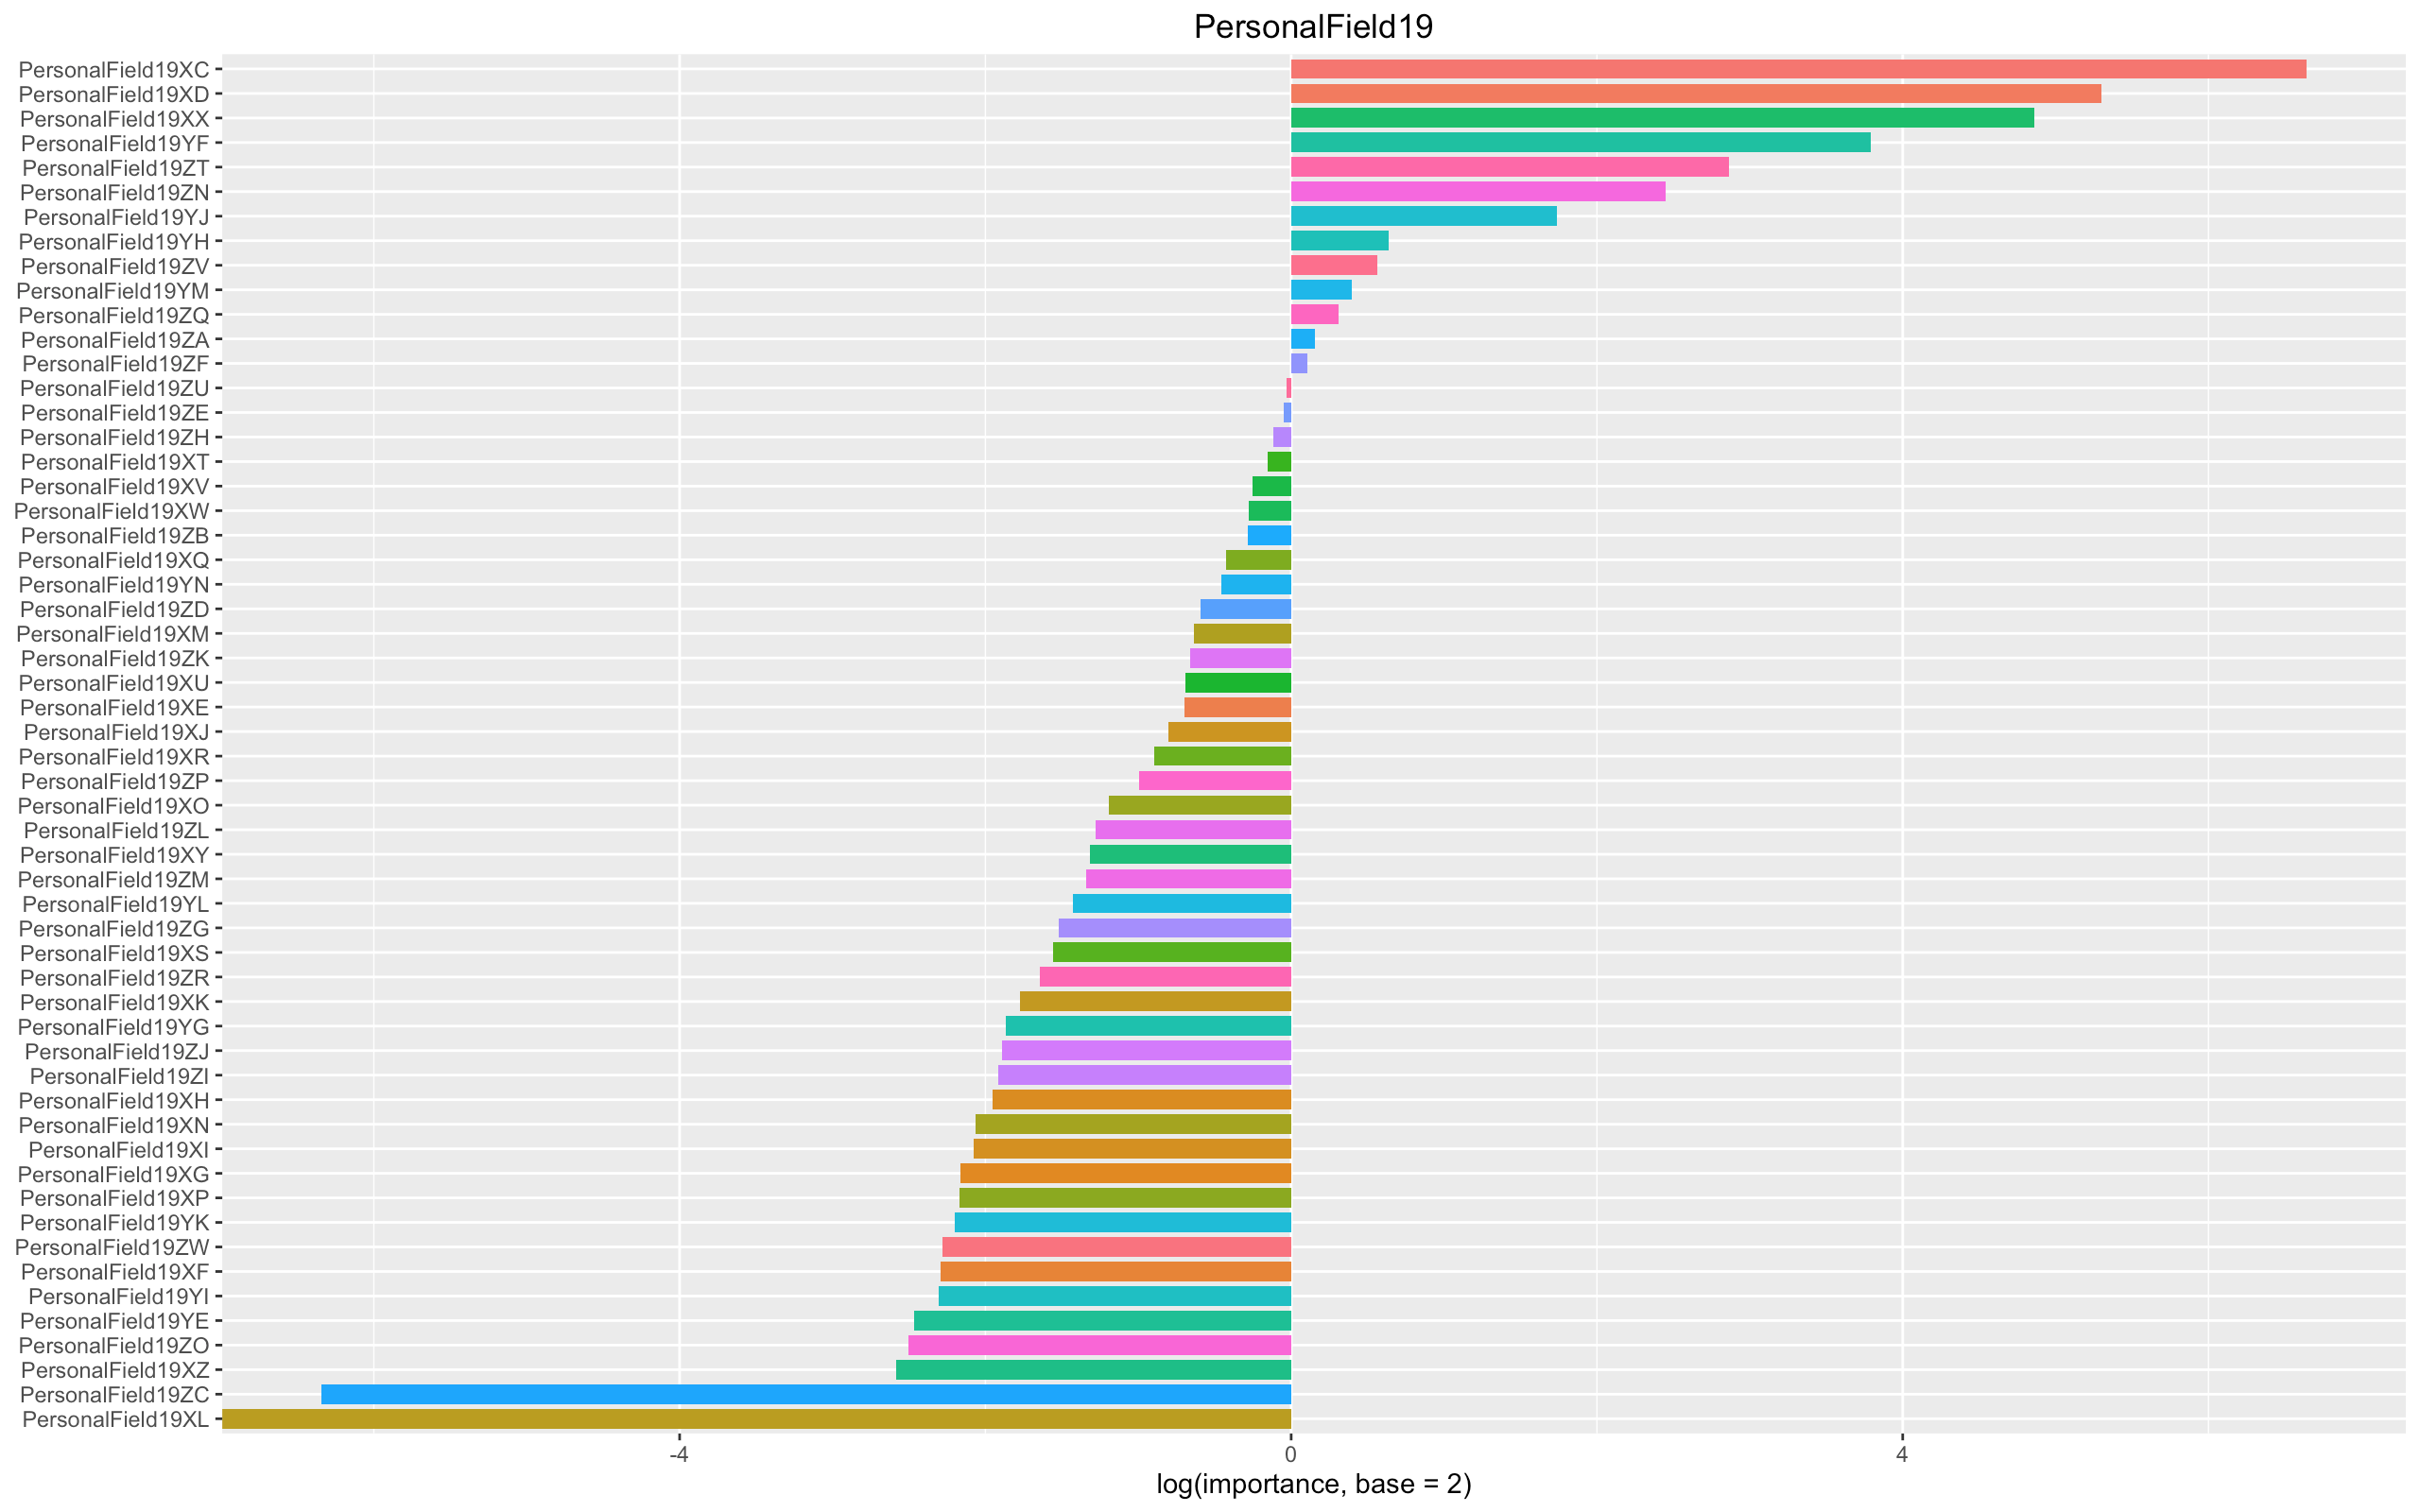 PersonalField19
PersonalField19XC
PersonalField19XD
PersonalField19XX
PersonalField19YF
PersonalField19ZT
PersonalField19ZN
PersonalField19YJ
PersonalField19YH
PersonalField19ZV
PersonalField19YM
PersonalField19ZQ
PersonalField19ZA
PersonalField19ZF
PersonalField19ZU
PersonalField19ZE
PersonalField19ZH
PersonalField19XT
PersonalField19XV
PersonalField19XW
PersonalField19ZB
PersonalField19XQ
PersonalField19YN
PersonalField19ZD
PersonalField19XM
PersonalField19ZK
PersonalField19XU
PersonalField19XE
PersonalField19XJ
PersonalField19XR
PersonalField19ZP
PersonalField19XO
PersonalField19ZL
PersonalField19XY
PersonalField19ZM
PersonalField19YL
PersonalField19ZG
PersonalField19XS
PersonalField19ZR
PersonalField19XK
PersonalField19YG
PersonalField19ZJ
PersonalField19ZI
PersonalField19XH
PersonalField19XN
PersonalField19XI
PersonalField19XG
PersonalField19XP
PersonalField19YK
PersonalField19ZW
PersonalField19XF
PersonalField19YI
PersonalField19YE
PersonalField19ZO
PersonalField19XZ
PersonalField19ZC
PersonalField19XL
-4 0 4
log(importance, base = 2)